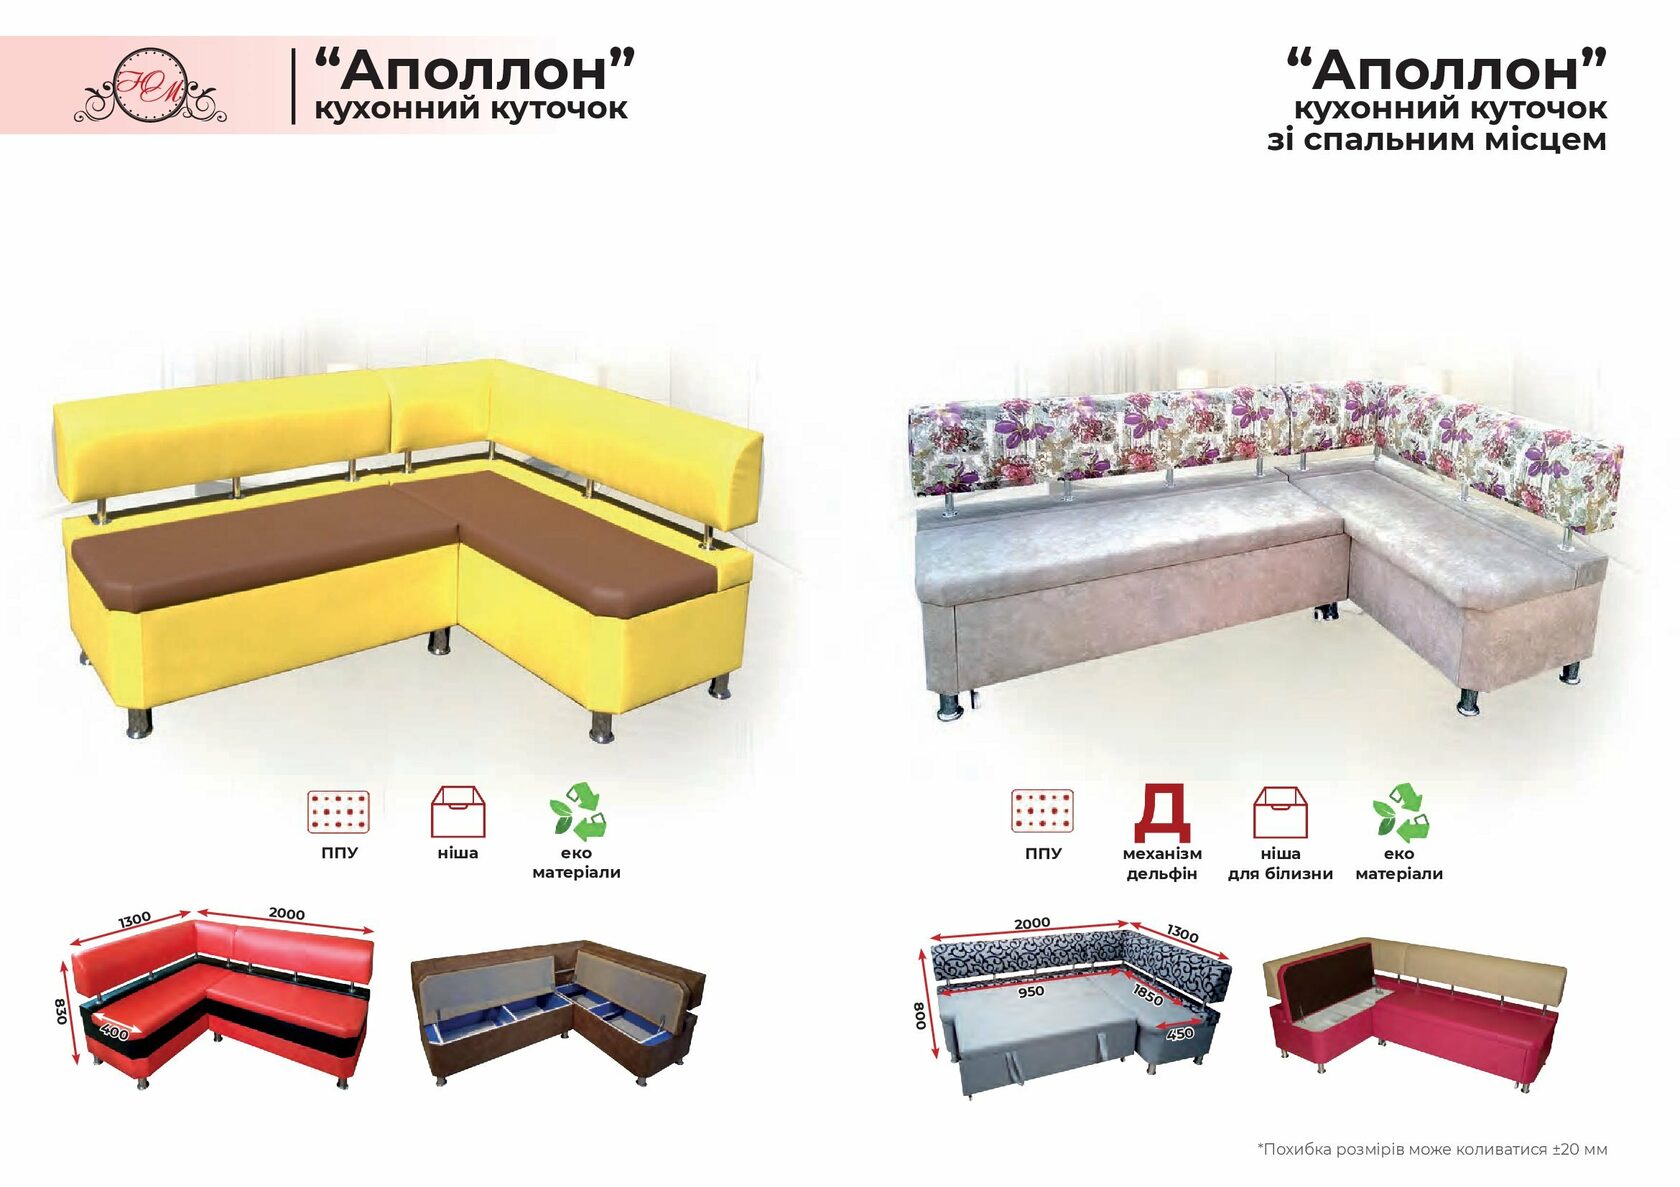 ЮМ
“Аполлон”
кухонний куточок
“Аполлон”
кухонний куточок
зі спальним місцем
ППУ
ніша
еко
матеріали
ППУ
Д
механізм
дельфін
ніша
для білизни
еко
матеріали
1300
2000
830
400
2000
1300
800
950
1850
450
*Похибка розмірів може коливатися ±20 мм